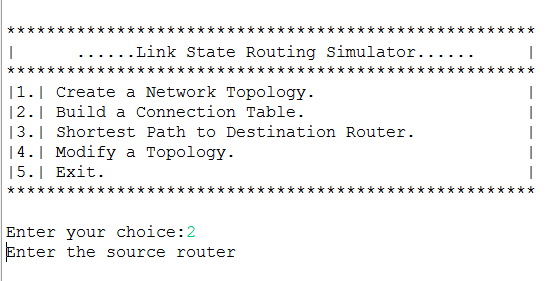 *****************************************************
|      ......Link State Routing Simulator......     |
*****************************************************
|1.| Create a Network Topology.                     |
|2.| Build a Connection Table.                      |
|3.| Shortest Path to Destination Router.           |
|4.| Modify a Topology.                             |
|5.| Exit.                                          |
*****************************************************
Enter your choice:2
Enter the source router